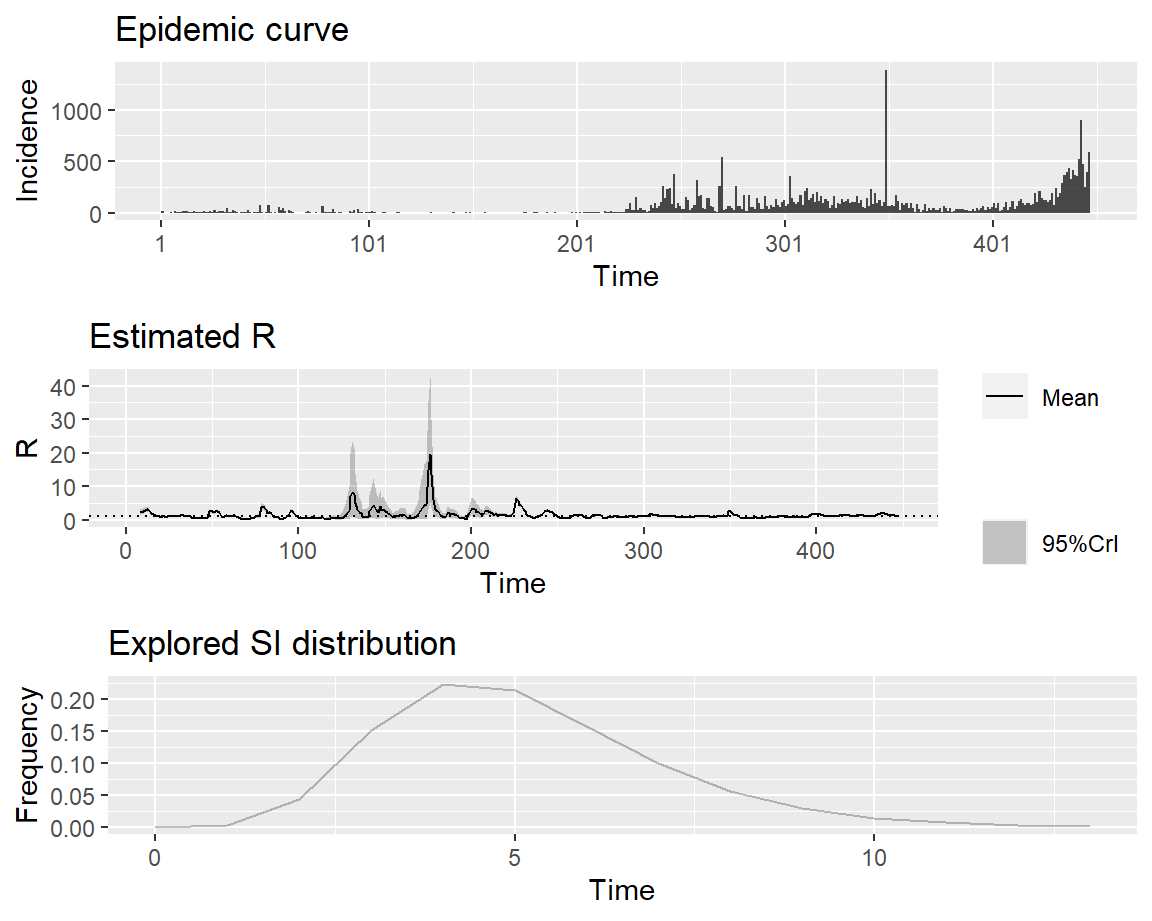 Epidemic curve
Incidence
1000
500
0
1 101 201 301 401
Time
Estimated R
R
40
30
20
10
0
0 100 200 300 400
Time
Mean
95%CrI
Explored SI distribution
Frequency
0.20
0.15
0.10
0.05
0.00
0 5 10
Time